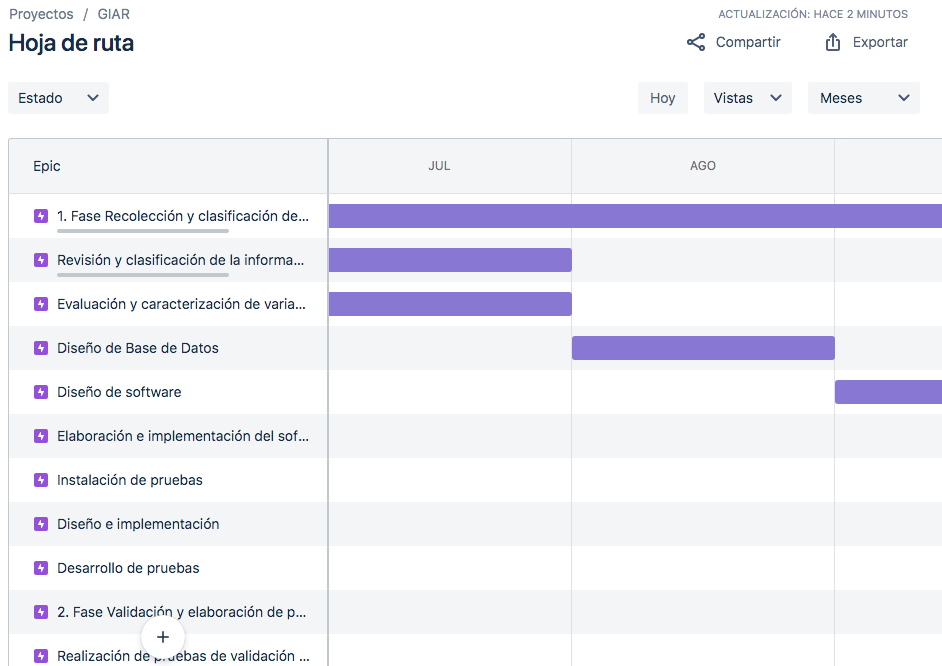 Proyectos / GIAR
ACTUALIZACIÓN: HACE 2 MINUTOS
Hoja de ruta
Compartir
Exportar
Estado
Hoy
Vistas
Meses
Epic
JUL
AGO
1. Fase Recolección y clasificación de...
Revisión y clasificación de la informa...
Evaluación y caracterización de varia...
Diseño de Base de Datos
Diseño de software
Elaboración e implementación del sof...
Instalación de pruebas
Diseño e implementación
Desarrollo de pruebas
2. Fase Validación y elaboración de p...
Realización de pruebas de validación ...